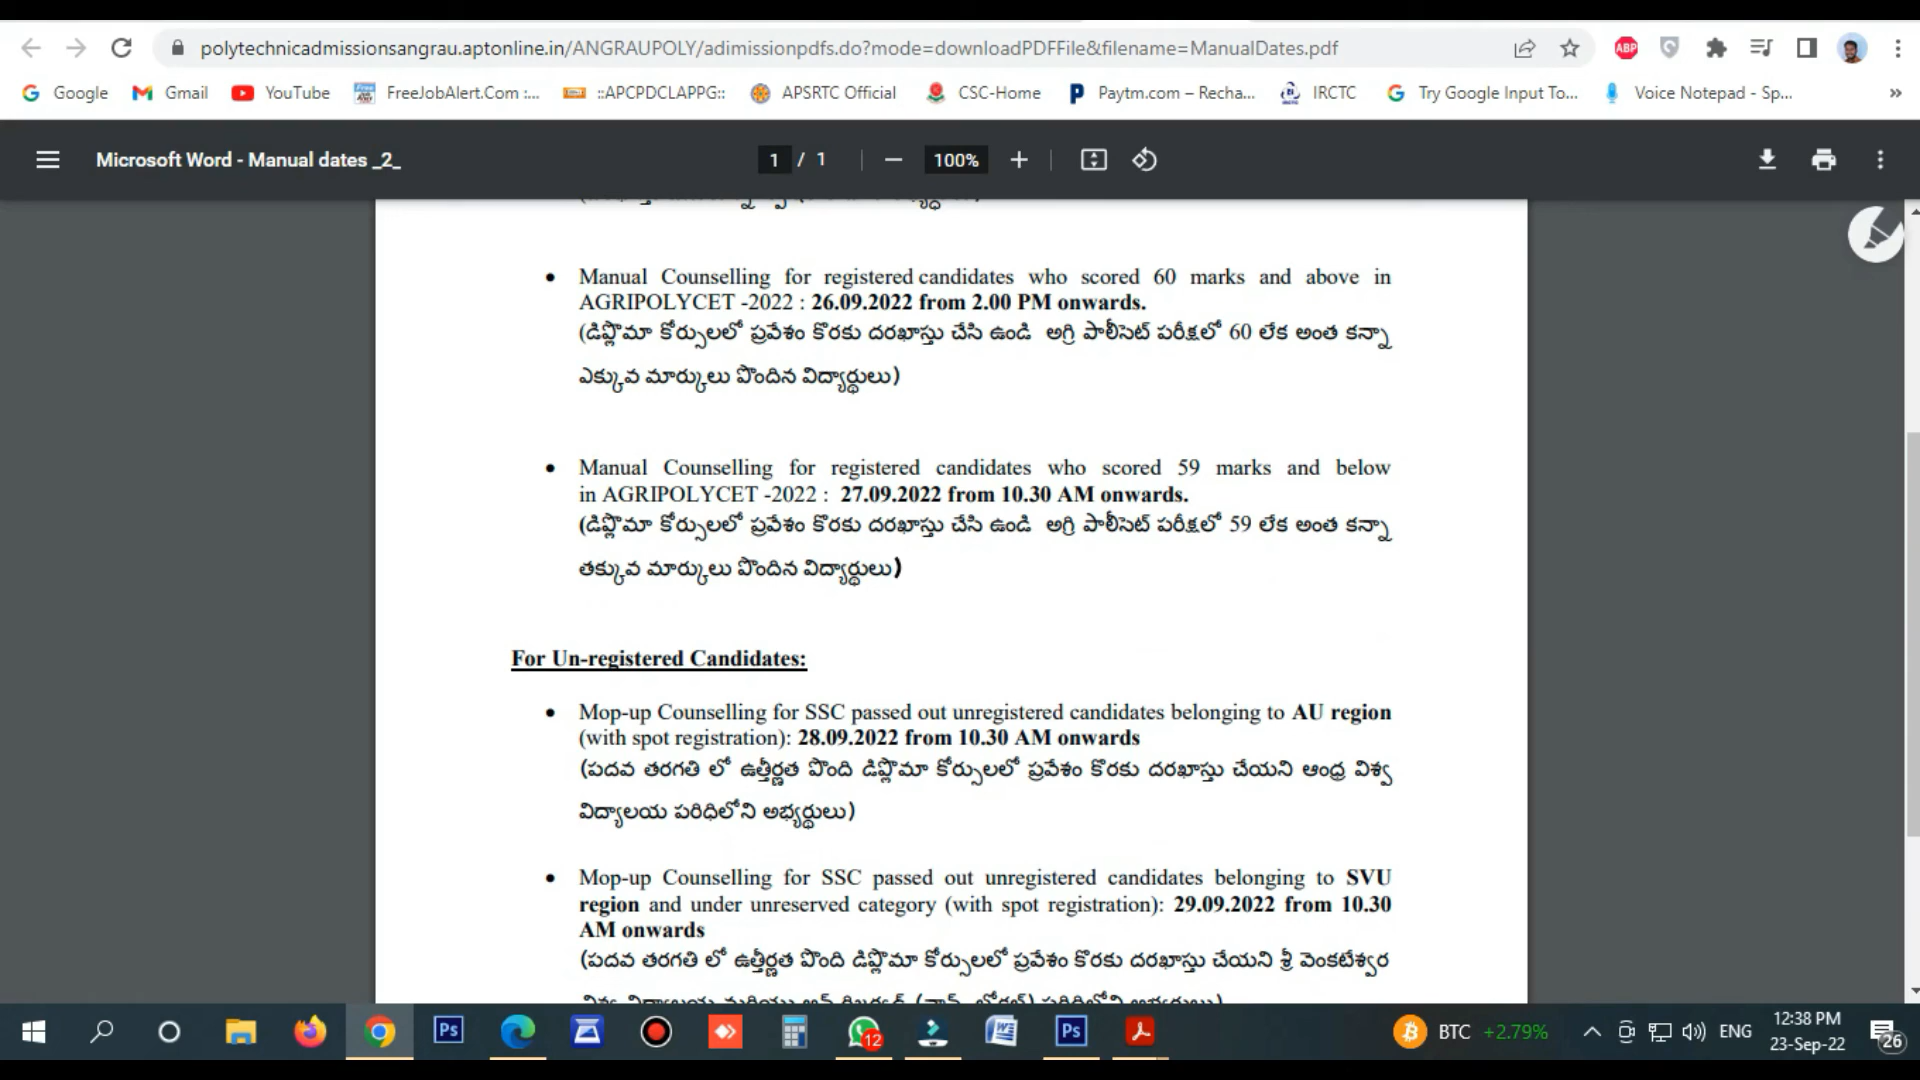 polytechnicadmissionsangrau.aptonline.in/ANGRAUPOLY/adimissionpdfs.do?mode=downloadPDFFile&filename=ManualDates.pdf
ABP
Google Gmail YouTube FreeJobAlert.Com :... ::APCPDCLAPPG:: APSRTC Official CSC-Home Paytm.com – Recha... IRCTC Try Google Input To... Voice Notepad - Sp... »
Microsoft Word - Manual dates _2_ 1 / 1 — 100% +
• Manual Counselling for registered candidates who scored 60 marks and above in
AGRIPOLYCET -2022 : 26.09.2022 from 2.00 PM onwards.
(డిప్లొమా కోర్సులలో ప్రవేశం కొరకు దరఖాస్తు చేసి ఉండి అగ్రి పాలీసెట్ పరీక్షలో 60 లేక అంత కన్నా
ఎక్కువ మార్కులు పొందిన విద్యార్థులు)
• Manual Counselling for registered candidates who scored 59 marks and below
in AGRIPOLYCET -2022 : 27.09.2022 from 10.30 AM onwards.
(డిప్లొమా కోర్సులలో ప్రవేశం కొరకు దరఖాస్తు చేసి ఉండి అగ్రి పాలీసెట్ పరీక్షలో 59 లేక అంత కన్నా
తక్కువ మార్కులు పొందిన విద్యార్థులు)
For Un-registered Candidates:
• Mop-up Counselling for SSC passed out unregistered candidates belonging to AU region
(with spot registration): 28.09.2022 from 10.30 AM onwards
(పదవ తరగతి లో ఉత్తీర్ణత పొంది డిప్లొమా కోర్సులలో ప్రవేశం కొరకు దరఖాస్తు చేయని ఆంధ్ర విశ్వ
విద్యాలయ పరిధిలోని అభ్యర్థులు)
• Mop-up Counselling for SSC passed out unregistered candidates belonging to SVU
region and under unreserved category (with spot registration): 29.09.2022 from 10.30
AM onwards
(పదవ తరగతి లో ఉత్తీర్ణత పొంది డిప్లొమా కోర్సులలో ప్రవేశం కొరకు దరఖాస్తు చేయని శ్రీ వెంకటేశ్వర
Ps 12 Ps BTC +2.79% ENG 12:38 PM
23-Sep-22 26